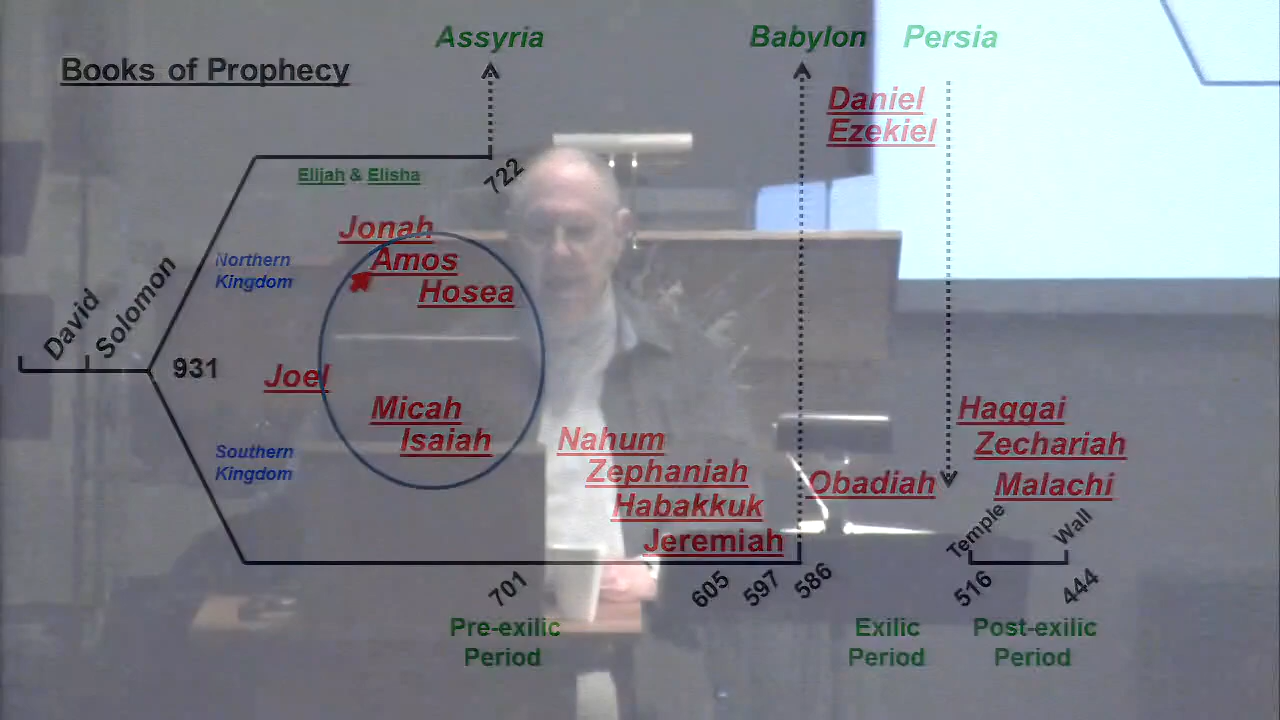 Assyria
Babylon
Persia
Books of Prophecy
Daniel
Ezekiel
Elijah & Elisha
722
Jonah
Northern
Kingdom
Amos
Hosea
David
Solomon
931
Joel
Micah
Isaiah
Southern
Kingdom
Nahum
Zephaniah
Habakkuk
Jeremiah
Obadiah
Haggai
Zechariah
Malachi
Temple
Wall
701
605
597
586
516
444
Pre-exilic
Period
Exilic
Period
Post-exilic
Period